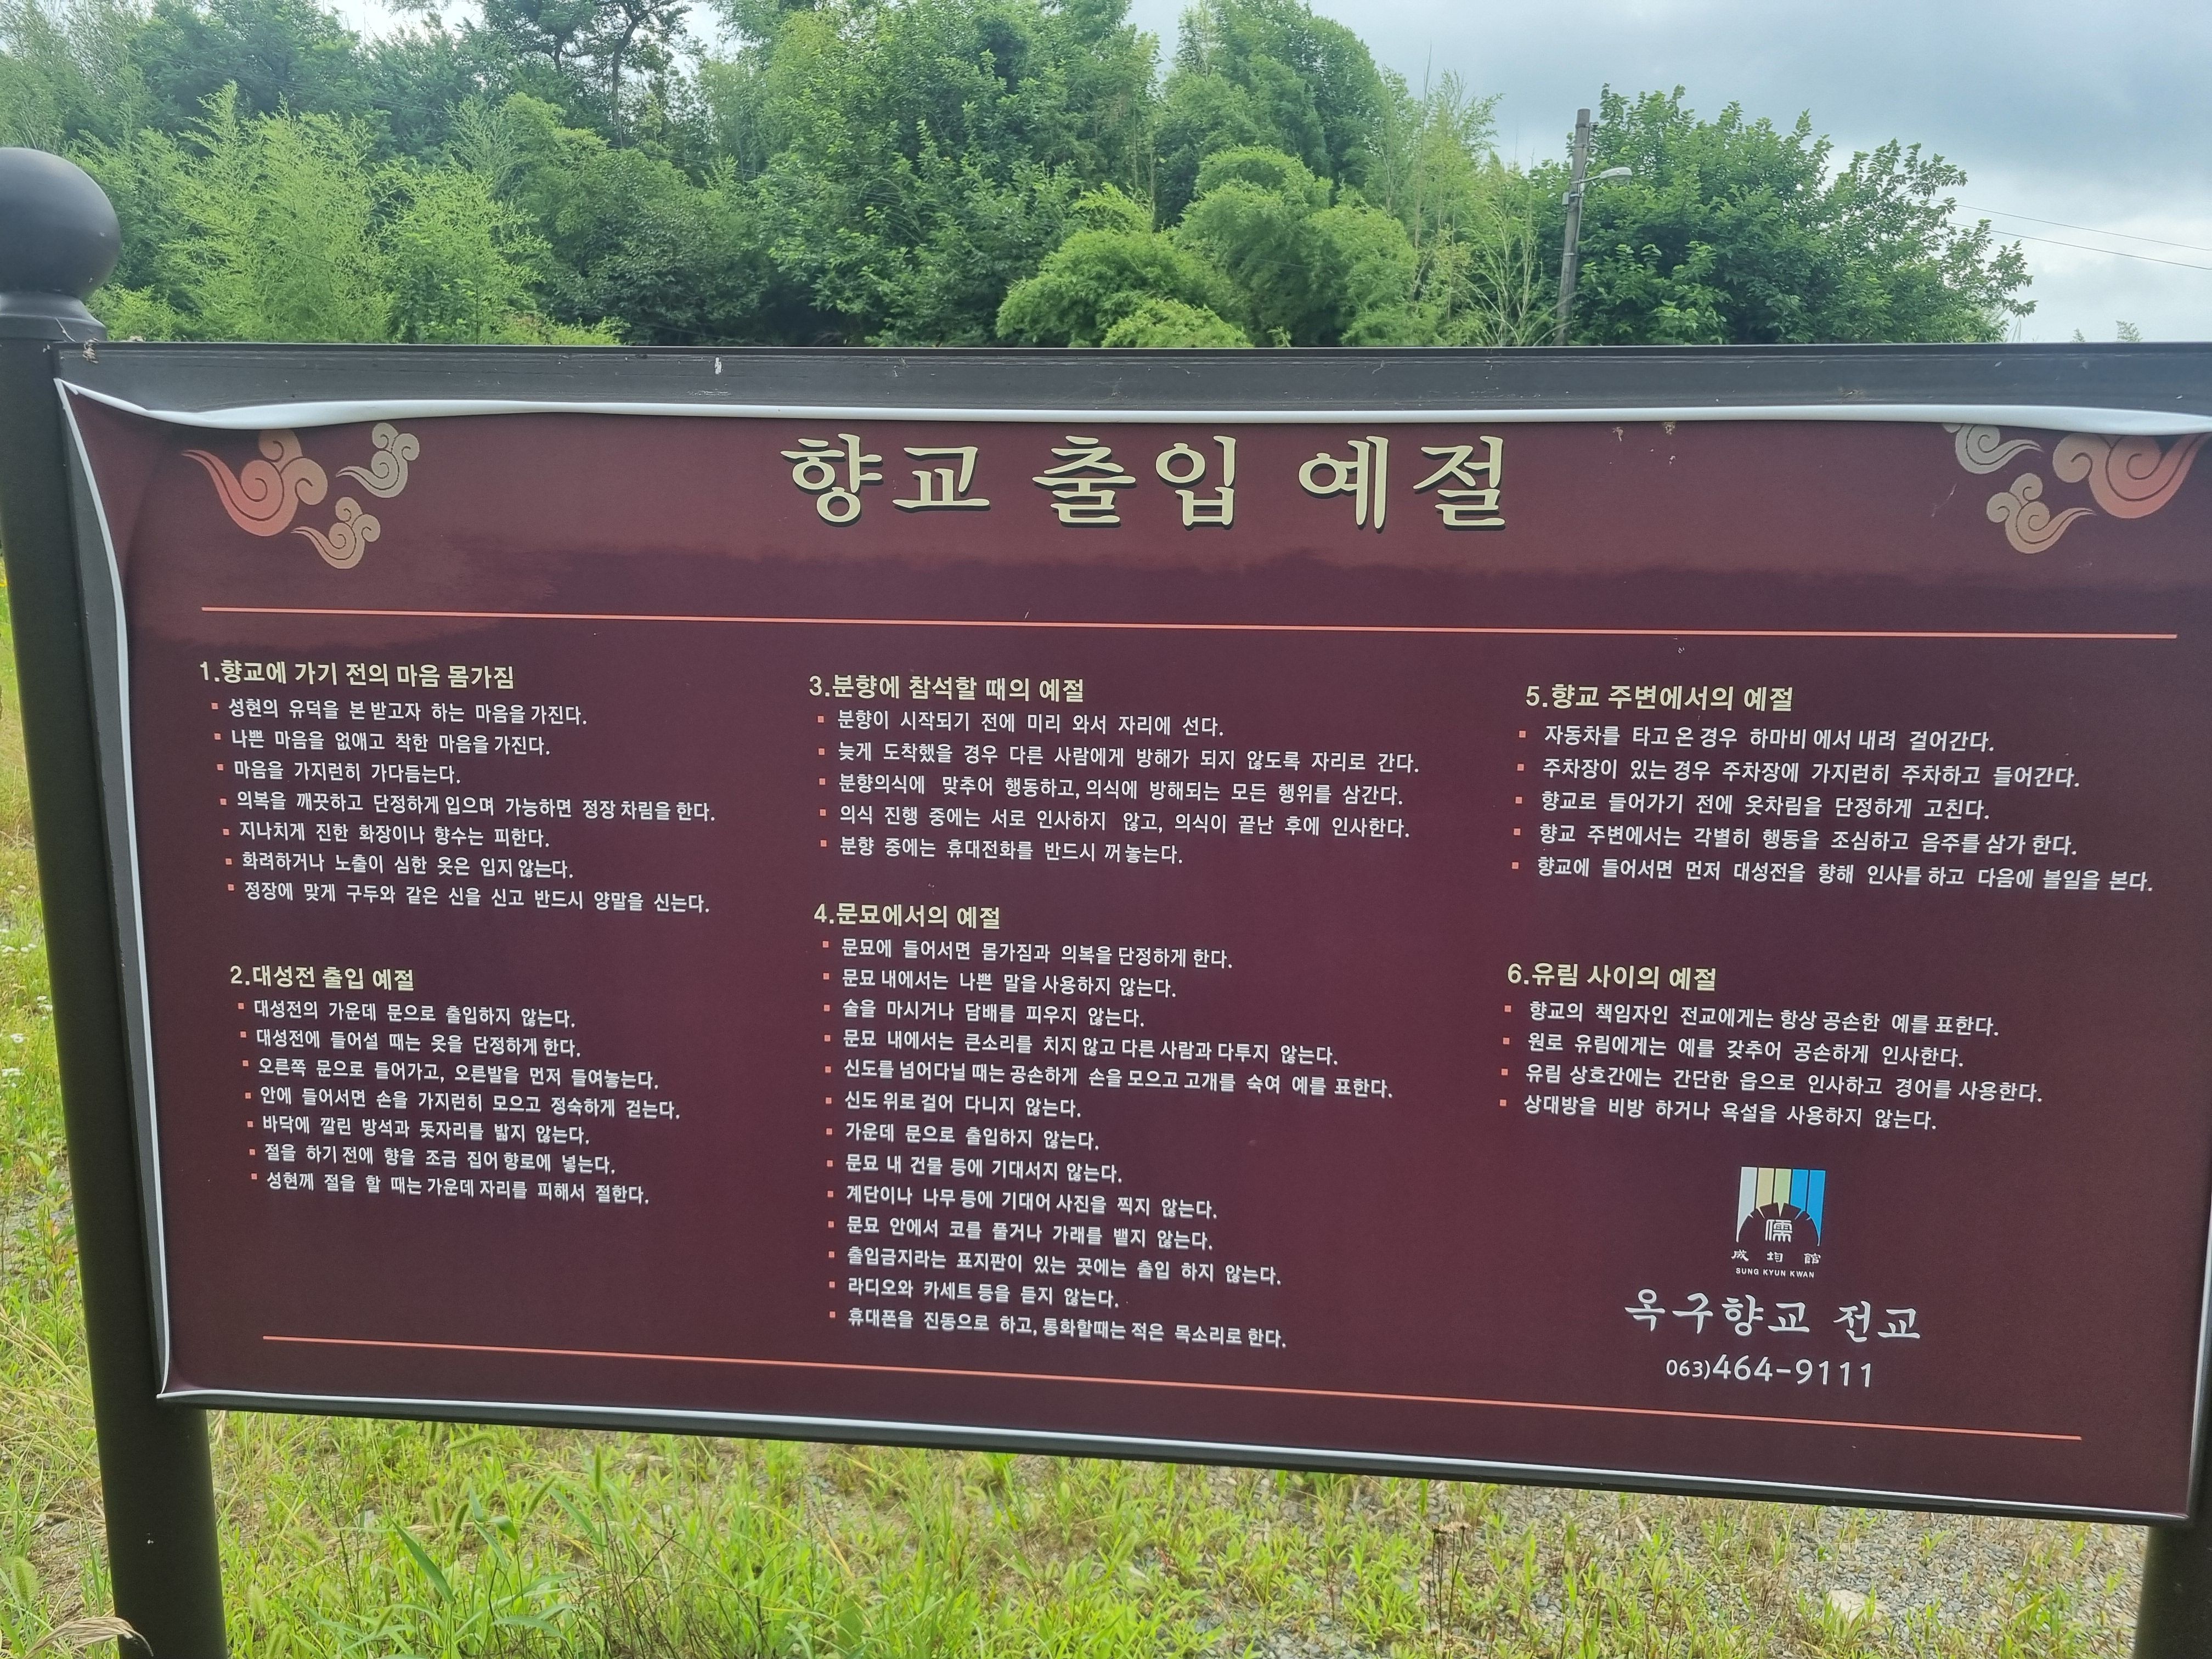 향교 출입 예절
1.향교에 가기 전의 마음 몸가짐
성현의 유덕을 본 받고자 하는 마음을 가진다.
나쁜 마음을 없애고 착한 마음을 가진다.
마음을 가지런히 가다듬는다.
의복을 깨끗하고 단정하게 입으며 가능하면 정장 차림을 한다.
지나치게 진한 화장이나 향수는 피한다.
화려하거나 노출이 심한 옷은 입지 않는다.
정장에 맞게 구두와 같은 신을 신고 반드시 양말을 신는다.
2.대성전 출입 예절
대성전의 가운데 문으로 출입하지 않는다.
대성전에 들어설 때는 옷을 단정하게 한다.
오른쪽 문으로 들어가고, 오른발을 먼저 들여놓는다.
안에 들어서면 손을 가지런히 모으고 정숙하게 걷는다.
바닥에 깔린 방석과 돗자리를 밟지 않는다.
절을 하기 전에 향을 조금 집어 향로에 넣는다.
성현께 절을 할 때는 가운데 자리를 피해서 절한다.
3.분향에 참석할 때의 예절
분향이 시작되기 전에 미리 와서 자리에 선다.
늦게 도착했을 경우 다른 사람에게 방해가 되지 않도록 자리로 간다.
분향의식에 맞추어 행동하고, 의식에 방해되는 모든 행위를 삼간다.
의식 진행 중에는 서로 인사하지 않고, 의식이 끝난 후에 인사한다.
분향 중에는 휴대전화를 반드시 꺼 놓는다.
4.문묘에서의 예절
문묘에 들어서면 몸가짐과 의복을 단정하게 한다.
문묘 내에서는 나쁜 말을 사용하지 않는다.
술을 마시거나 담배를 피우지 않는다.
문묘 내에서는 큰소리를 치지 않고 다른 사람과 다투지 않는다.
신도를 넘어다닐 때는 공손하게 손을 모으고 고개를 숙여 예를 표한다.
신도 위로 걸어 다니지 않는다.
가운데 문으로 출입하지 않는다.
문묘 내 건물 등에 기대서지 않는다.
계단이나 나무 등에 기대어 사진을 찍지 않는다.
문묘 안에서 코를 풀거나 가래를 뱉지 않는다.
출입금지라는 표지판이 있는 곳에는 출입 하지 않는다.
라디오와 카세트 등을 듣지 않는다.
휴대폰을 진동으로 하고, 통화할때는 적은 목소리로 한다.
5.향교 주변에서의 예절
자동차를 타고 온 경우 하마비 에서 내려 걸어간다.
주차장이 있는 경우 주차장에 가지런히 주차하고 들어간다.
향교로 들어가기 전에 옷차림을 단정하게 고친다.
향교 주변에서는 각별히 행동을 조심하고 음주를 삼가 한다.
향교에 들어서면 먼저 대성전을 향해 인사를 하고 다음에 볼일을 본다.
6.유림 사이의 예절
향교의 책임자인 전교에게는 항상 공손한 예를 표한다.
원로 유림에게는 예를 갖추어 공손하게 인사한다.
유림 상호간에는 간단한 읍으로 인사하고 경어를 사용한다.
상대방을 비방 하거나 욕설을 사용하지 않는다.
儒
成均館
SUNG KYUN KWAN
옥구향교 전교
063)464-9111